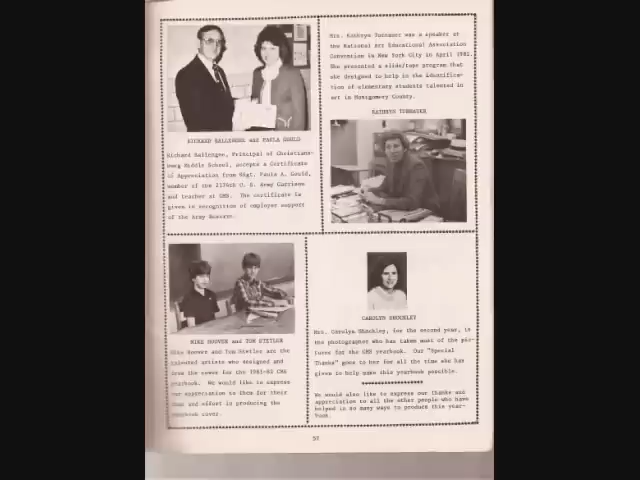 RICHARD BALLENGEE and PAULA GOULD
Richard Ballengee, Principal of Christians-
burg Middle School, accepts a Certificate
of Appreciation from SSgt. Paula A. Gould,
member of the 2174th U. S. Army Garrison
and teacher at CMS. The certificate is
given in recognition of employer support
of the Army Reserve.
Mrs. Kathryn Turnauer was a speaker at
the National Art Educational Association
Convention in New York City in April 1982.
She presented a slide/tape program that
she designed to help in the identifica-
tion of elementary students talented in
art in Montgomery County.
KATHRYN TURNAUER
MIKE HOOVER and TOM STETLER
Mike Hoover and Tom Stetler are the
talented artists who designed and
drew the cover for the 1982-83 CMS
yearbook. We would like to express
our appreciation to them for their
time and effort in producing the
yearbook cover.
CAROLYN SHOCKLEY
Mrs. Carolyn Shockley, for the second year, is
the photographer who has taken most of the pic-
tures for the CMS yearbook. Our "Special
Thanks" goes to her for all the time she has
given to help make this yearbook possible.
********************
We would also like to express our thanks and
appreciation to all the other people who have
helped in so many ways to produce this year-
book.